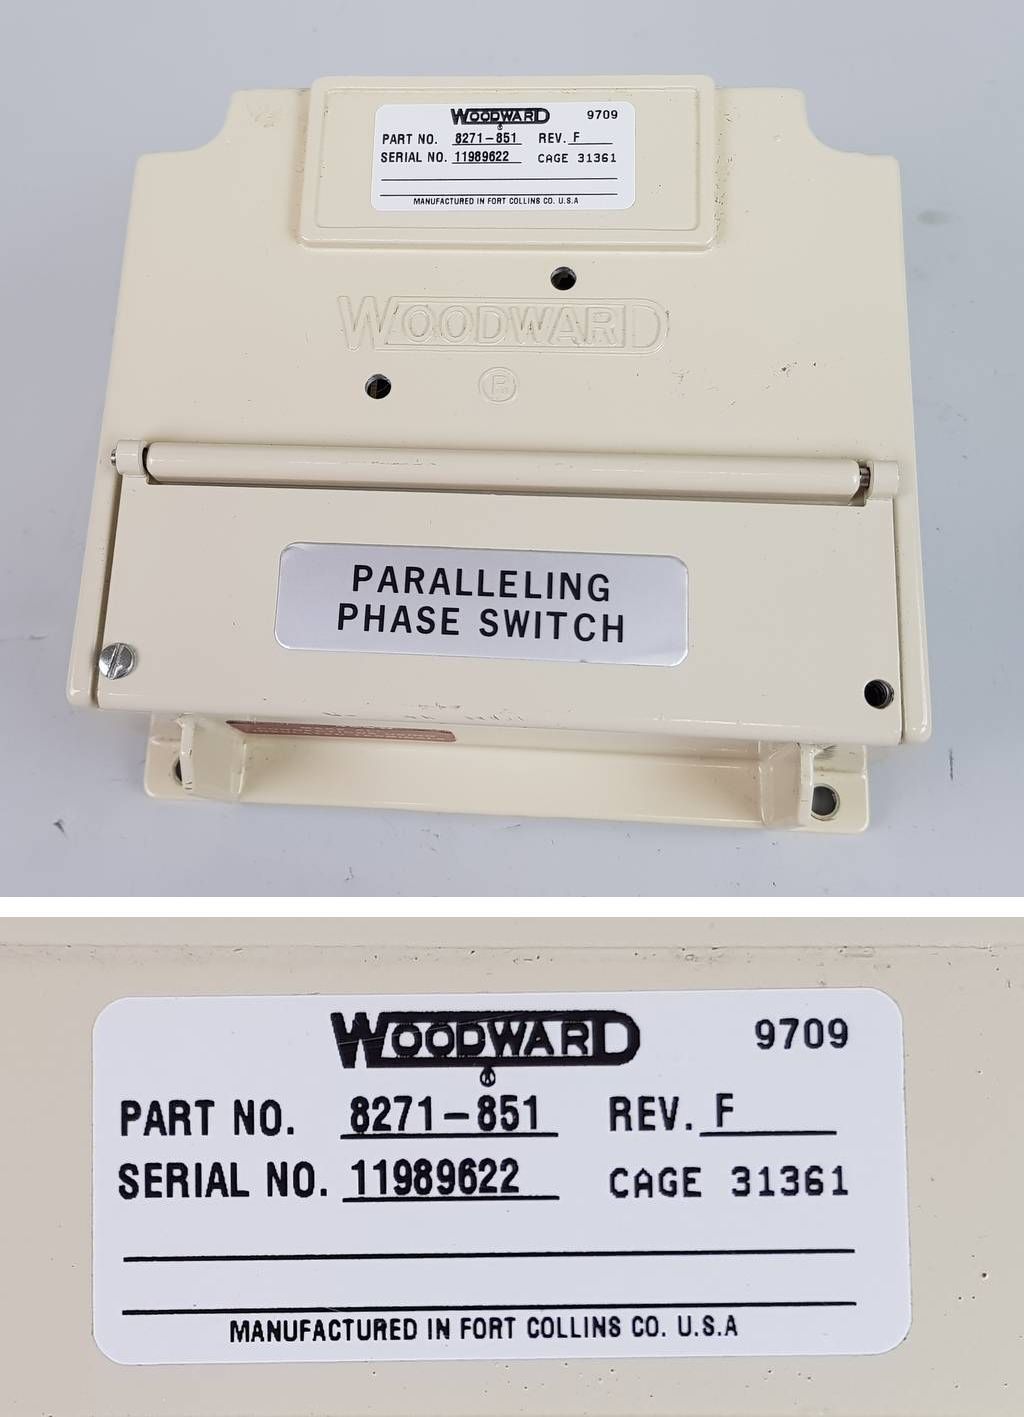 WOODWARD 9709
PART NO. 8271-851 REV. F
SERIAL NO. 11989622 CAGE 31361
MANUFACTURED IN FORT COLLINS CO. U.S.A
WOODWARD
®
PARALLELING
PHASE SWITCH
WOODWARD 9709
PART NO. 8271-851 REV. F
SERIAL NO. 11989622 CAGE 31361
MANUFACTURED IN FORT COLLINS CO. U.S.A